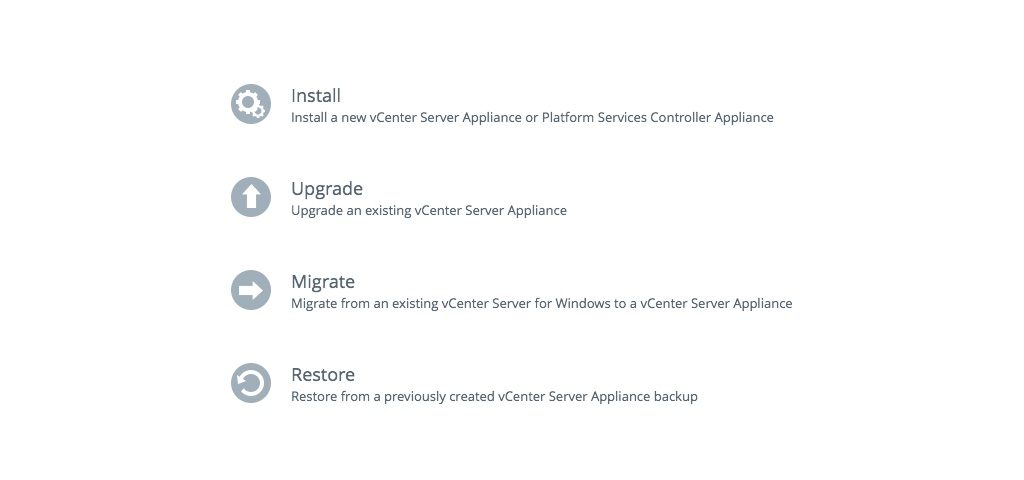 Install
Install a new vCenter Server Appliance or Platform Services Controller Appliance
Upgrade
Upgrade an existing vCenter Server Appliance
Migrate
Migrate from an existing vCenter Server for Windows to a vCenter Server Appliance
Restore
Restore from a previously created vCenter Server Appliance backup